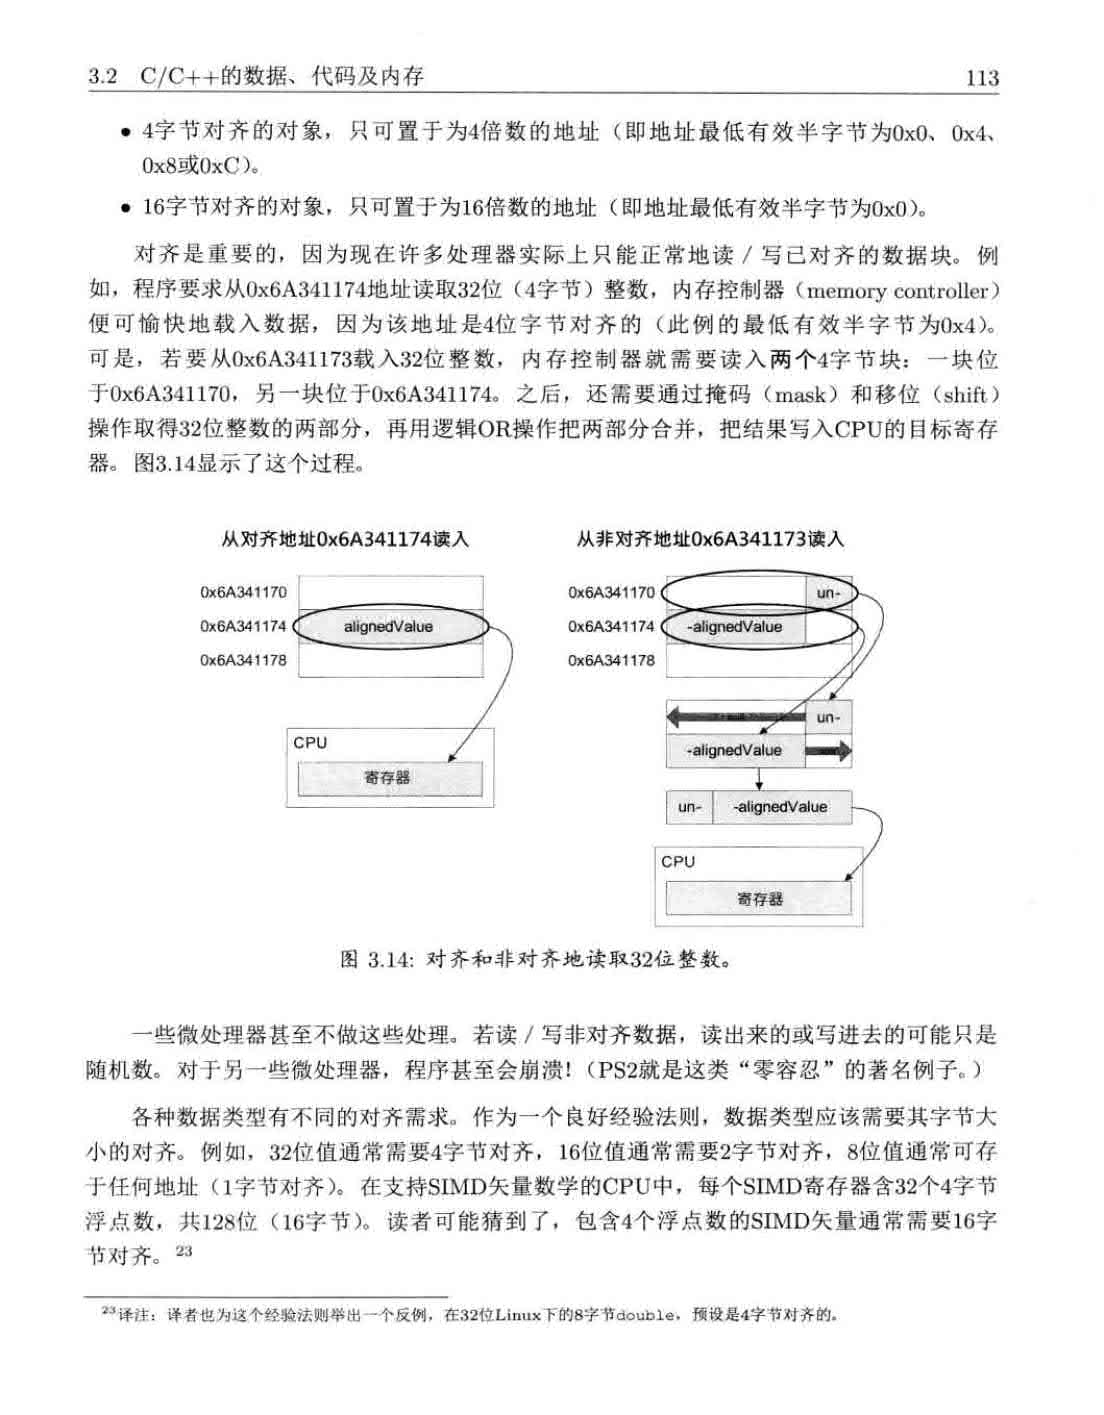 3.2 C/C++的数据、代码及内存 113
• 4字节对齐的对象，只可置于为4倍数的地址（即地址最低有效半字节为0x0、0x4、
0x8或0xC）。
• 16字节对齐的对象，只可置于为16倍数的地址（即地址最低有效半字节为0x0）。
对齐是重要的，因为现在许多处理器实际上只能正常地读／写已对齐的数据块。例
如，程序要求从0x6A341174地址读取32位（4字节）整数，内存控制器（memory controller）
便可愉快地载入数据，因为该地址是4位字节对齐的（此例的最低有效半字节为0x4）。
可是，若要从0x6A341173载入32位整数，内存控制器就需要读入两个4字节块：一块位
于0x6A341170，另一块位于0x6A341174。之后，还需要通过掩码（mask）和移位（shift）
操作取得32位整数的两部分，再用逻辑OR操作把两部分合并，把结果写入CPU的目标寄存
器。图3.14显示了这个过程。
从对齐地址0x6A341174读入
0x6A341170
0x6A341174 alignedValue
0x6A341178
CPU
寄存器
从非对齐地址0x6A341173读入
0x6A341170 un-
0x6A341174 -alignedValue
0x6A341178
un-
-alignedValue
un- -alignedValue
CPU
寄存器
图 3.14: 对齐和非对齐地读取32位整数。
一些微处理器甚至不做这些处理。若读／写非对齐数据，读出来的或写进去的可能只是
随机数。对于另一些微处理器，程序甚至会崩溃!（PS2就是这类“零容忍”的著名例子。）
各种数据类型有不同的对齐需求。作为一个良好经验法则，数据类型应该需要其字节大
小的对齐。例如，32位值通常需要4字节对齐，16位值通常需要2字节对齐，8位值通常可存
于任何地址（1字节对齐）。在支持SIMD矢量数学的CPU中，每个SIMD寄存器含32个4字节
浮点数，共128位（16字节）。读者可能猜到了，包含4个浮点数的SIMD矢量通常需要16字
节对齐。23
23译注：译者也为这个经验法则举出一个反例，在32位Linux下的8字节double，预设是4字节对齐的。